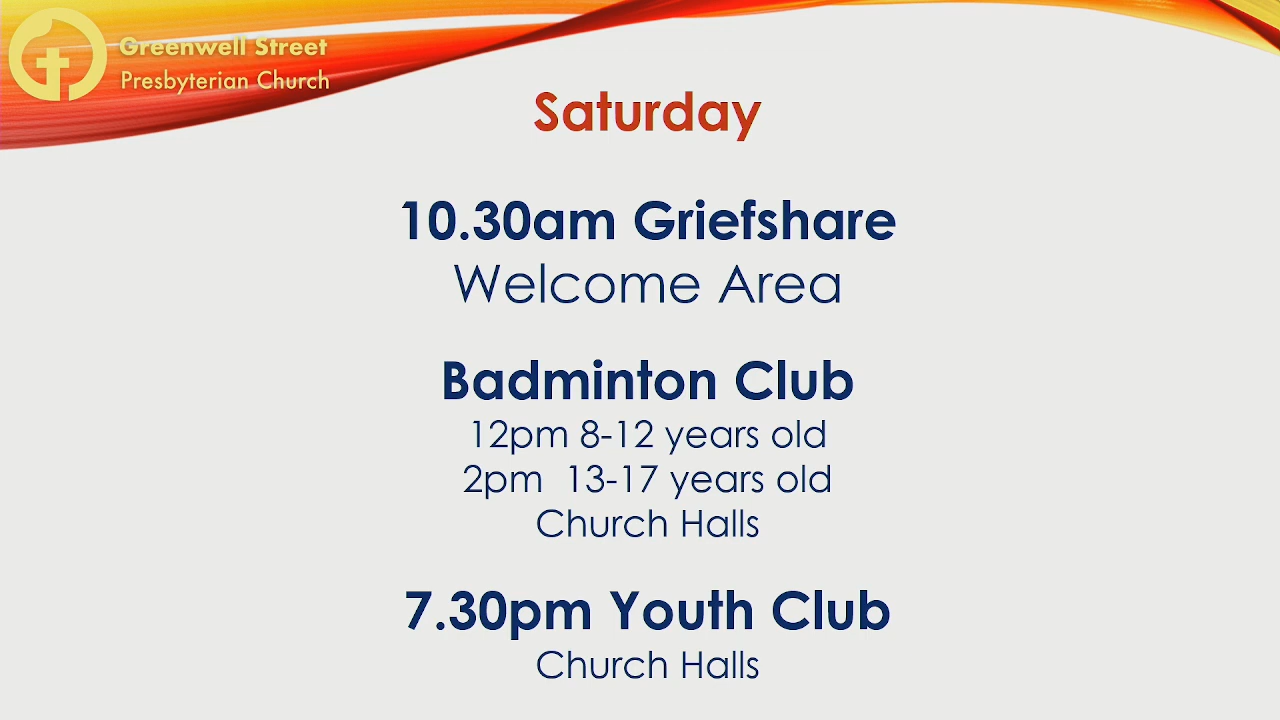 Greenwell Street
Presbyterian Church
Saturday
10.30am Griefshare
Welcome Area
Badminton Club
12pm 8-12 years old
2pm  13-17 years old
Church Halls
7.30pm Youth Club
Church Halls